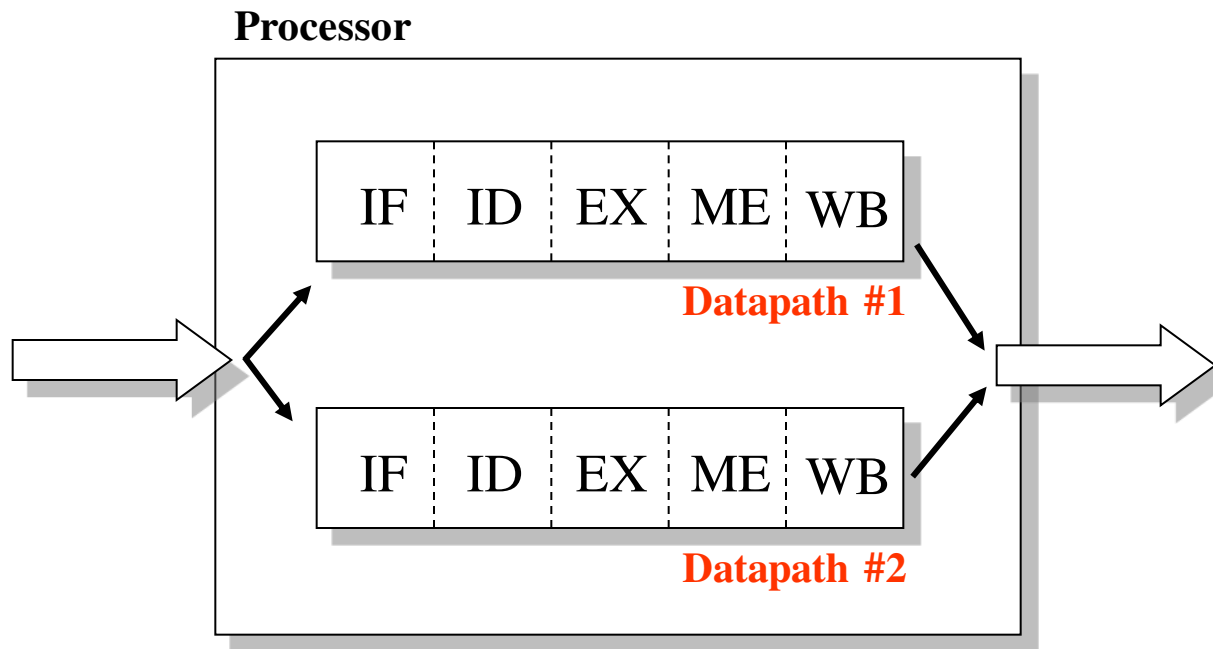 Processor
IF ID EX ME WB
Datapath #1
IF ID EX ME WB
Datapath #2